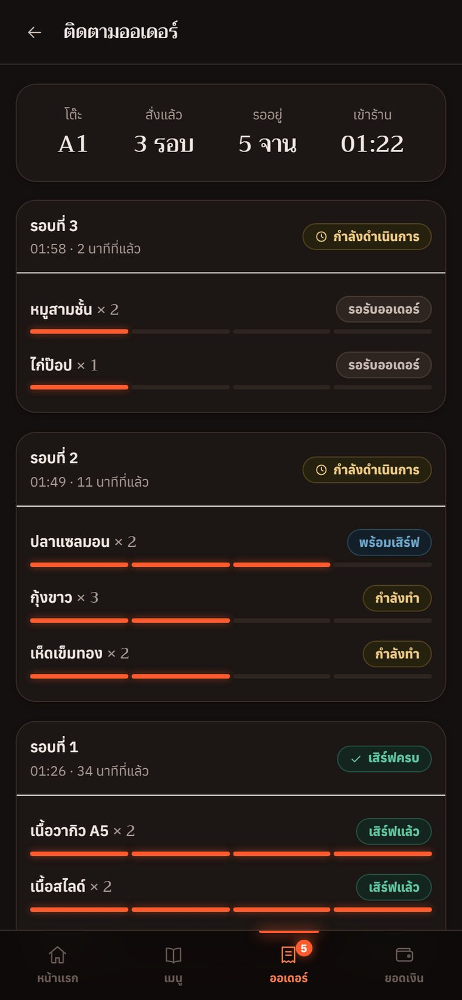 ติดตามออเดอร์
โต๊ะ สั่งแล้ว รออยู่ เข้าร้าน
A1 3 รอบ 5 จาน 01:22
รอบที่ 3
01:58 · 2 นาทีที่แล้ว
กำลังดำเนินการ
หมูสามชั้น × 2 รอรับออเดอร์
ไก่ป๊อป × 1 รอรับออเดอร์
รอบที่ 2
01:49 · 11 นาทีที่แล้ว
กำลังดำเนินการ
ปลาแซลมอน × 2 พร้อมเสิร์ฟ
กุ้งขาว × 3 กำลังทำ
เห็ดเข็มทอง × 2 กำลังทำ
รอบที่ 1
01:26 · 34 นาทีที่แล้ว
เสิร์ฟครบ
เนื้อวากิว A5 × 2 เสิร์ฟแล้ว
เนื้อสไลด์ × 2 เสิร์ฟแล้ว
5
หน้าแรก เมนู ออเดอร์ ยอดเงิน